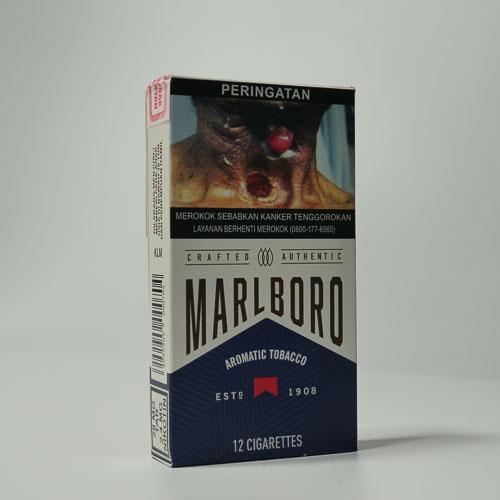 PERINGATAN
MEROKOK SEBABKAN KANKER TENGGOROKAN
LAYANAN BERHENTI MEROKOK (0800-177-6565)
CRAFTED AUTHENTIC
MARLBORO
AROMATIC TOBACCO
ESTD 1908
12 CIGARETTES
KLM